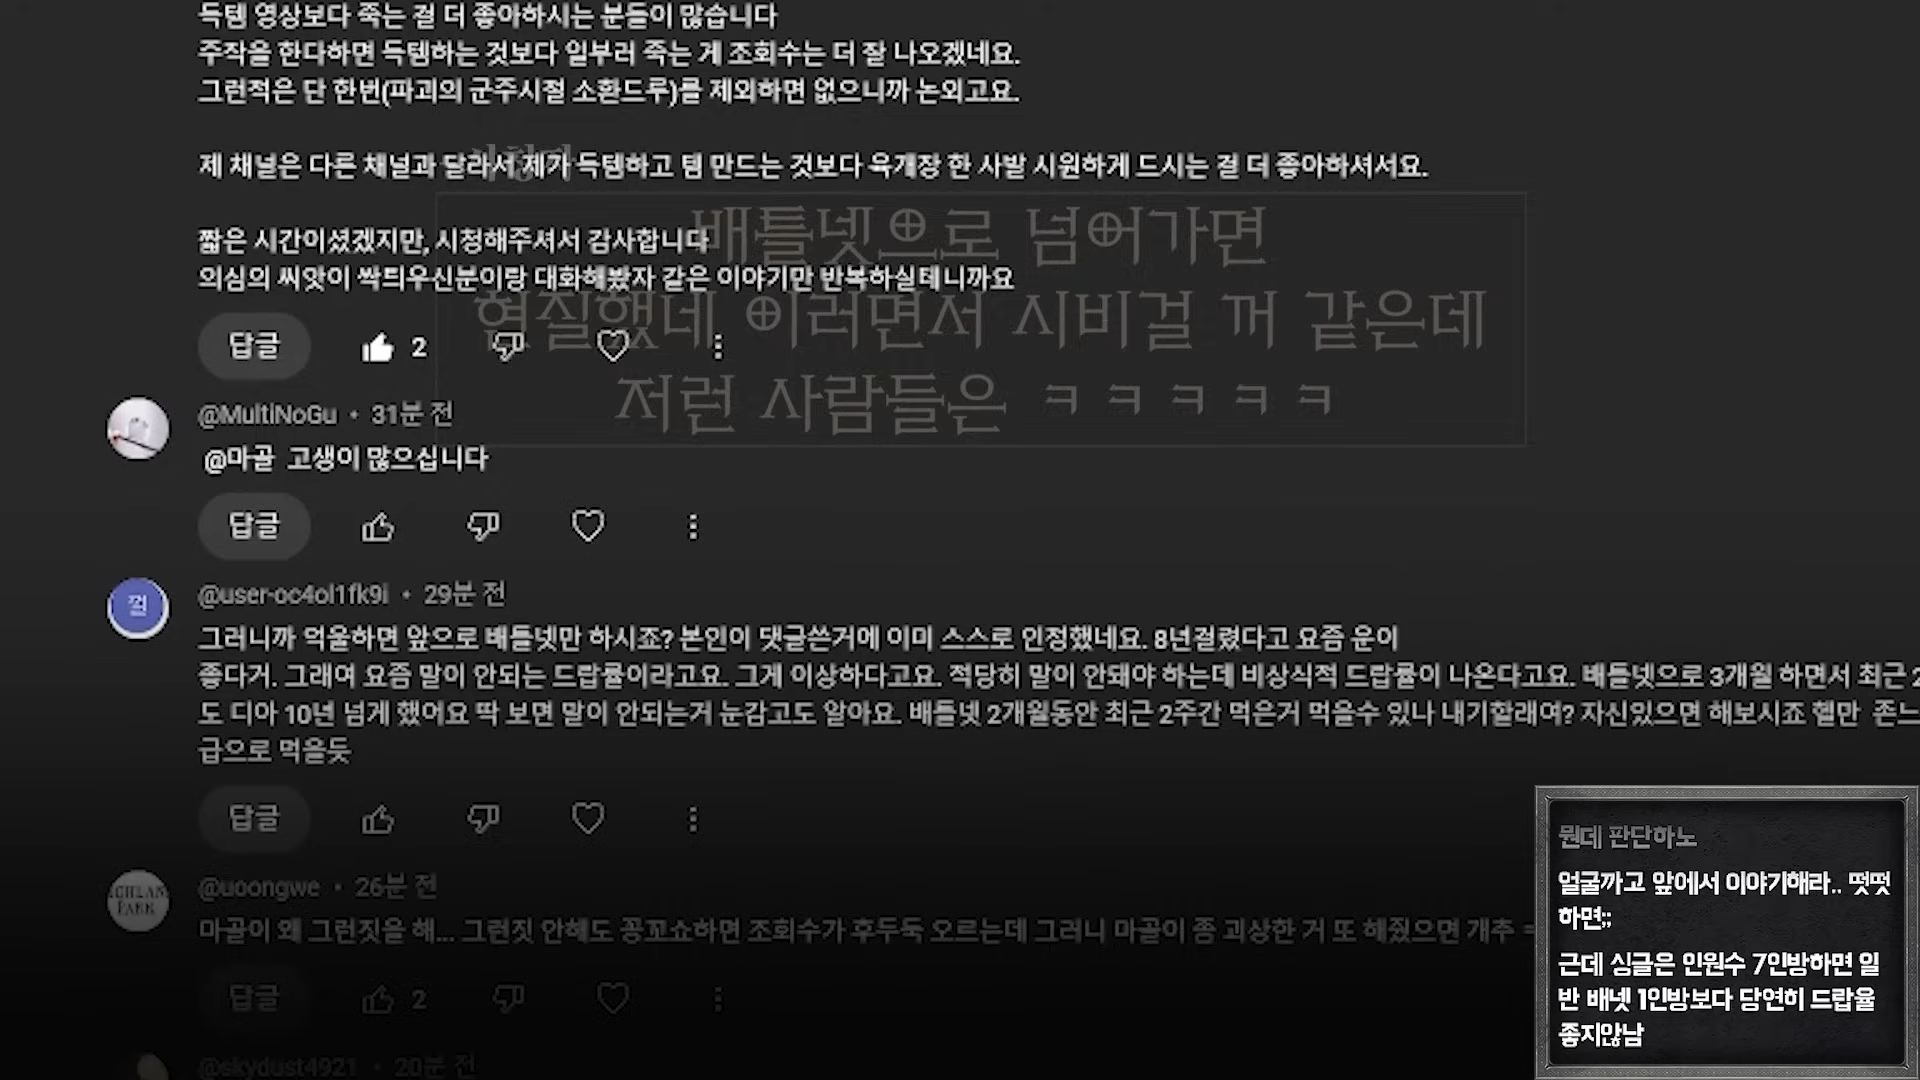 득템 영상보다 죽는 걸 더 좋아하시는 분들이 많습니다
주작을 한다하면 득템하는 것보다 일부러 죽는 게 조회수는 더 잘 나오겠네요.
그런적은 단 한번(파괴의 군주시절 소환드루)를 제외하면 없으니까 논외고요.
제 채널은 다른 채널과 달라서 제가 득템하고 템 만드는 것보다 육개장 한 사발 시원하게 드시는 걸 더 좋아하셔서요.
짧은 시간이셨겠지만, 시청해주셔서 감사합니다
의심의 씨앗이 싹틔우신분이랑 대화해봤자 같은 이야기만 반복하실테니까요
배틀넷으로 넘어가면
현질했네 이러면서 시비걸 꺼 같은데
저런 사람들은 ㅋㅋㅋㅋㅋ
답글 2
@MultiNoGu • 31분 전
@마골 고생이 많으십니다
답글
껄
@user-oc4ol1fk9i • 29분 전
그러니까 억울하면 앞으로 배틀넷만 하시죠? 본인이 댓글쓴거에 이미 스스로 인정했네요. 8년걸렸다고 요즘 운이
좋다거. 그래여 요즘 말이 안되는 드랍률이라고요. 그게 이상하다고요. 적당히 말이 안돼야 하는데 비상식적 드랍률이 나온다고요. 배틀넷으로 3개월 하면서 최근 2
도 디아 10년 넘게 했어요 딱 보면 말이 안되는거 눈감고도 알아요. 배틀넷 2개월동안 최근 2주간 먹은거 먹을수 있나 내기할래여? 자신있으면 해보시죠 헬만 존느
급으로 먹을듯
답글
PARK
@uoongwe • 26분 전
마골이 왜 그런짓을 해... 그런짓 안해도 꽁꼬쇼하면 조회수가 후두둑 오르는데 그러니 마골이 좀 괴상한 거 또 해줬으면 개추
답글 2
@skydust4921 • 20분 전
뭔데 판단하노
얼굴까고 앞에서 이야기해라.. 떳떳
하면;;
근데 싱글은 인원수 7인방하면 일
반 배넷 1인방보다 당연히 드랍율
좋지않남